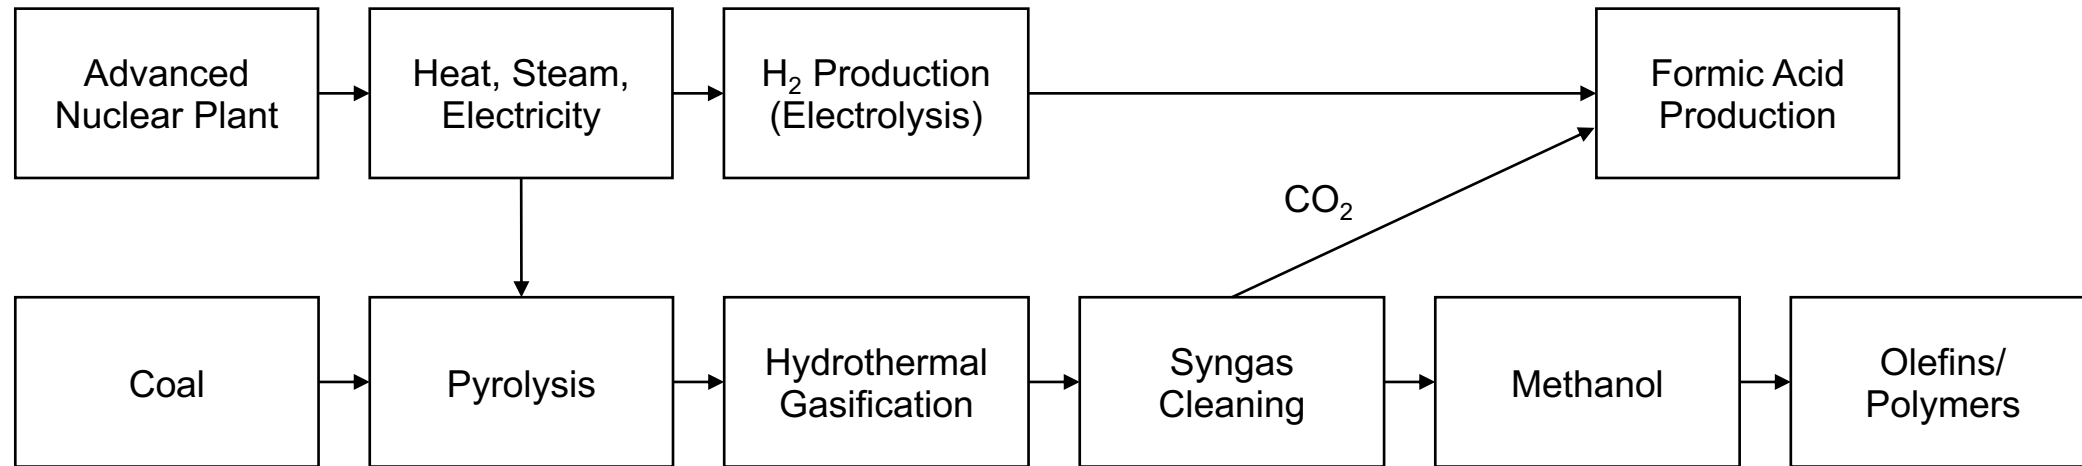 Advanced
Nuclear Plant
Heat, Steam,
Electricity
H₂ Production
(Electrolysis)
Formic Acid
Production
CO₂
Coal
Pyrolysis
Hydrothermal
Gasification
Syngas
Cleaning
Methanol
Olefins/
Polymers